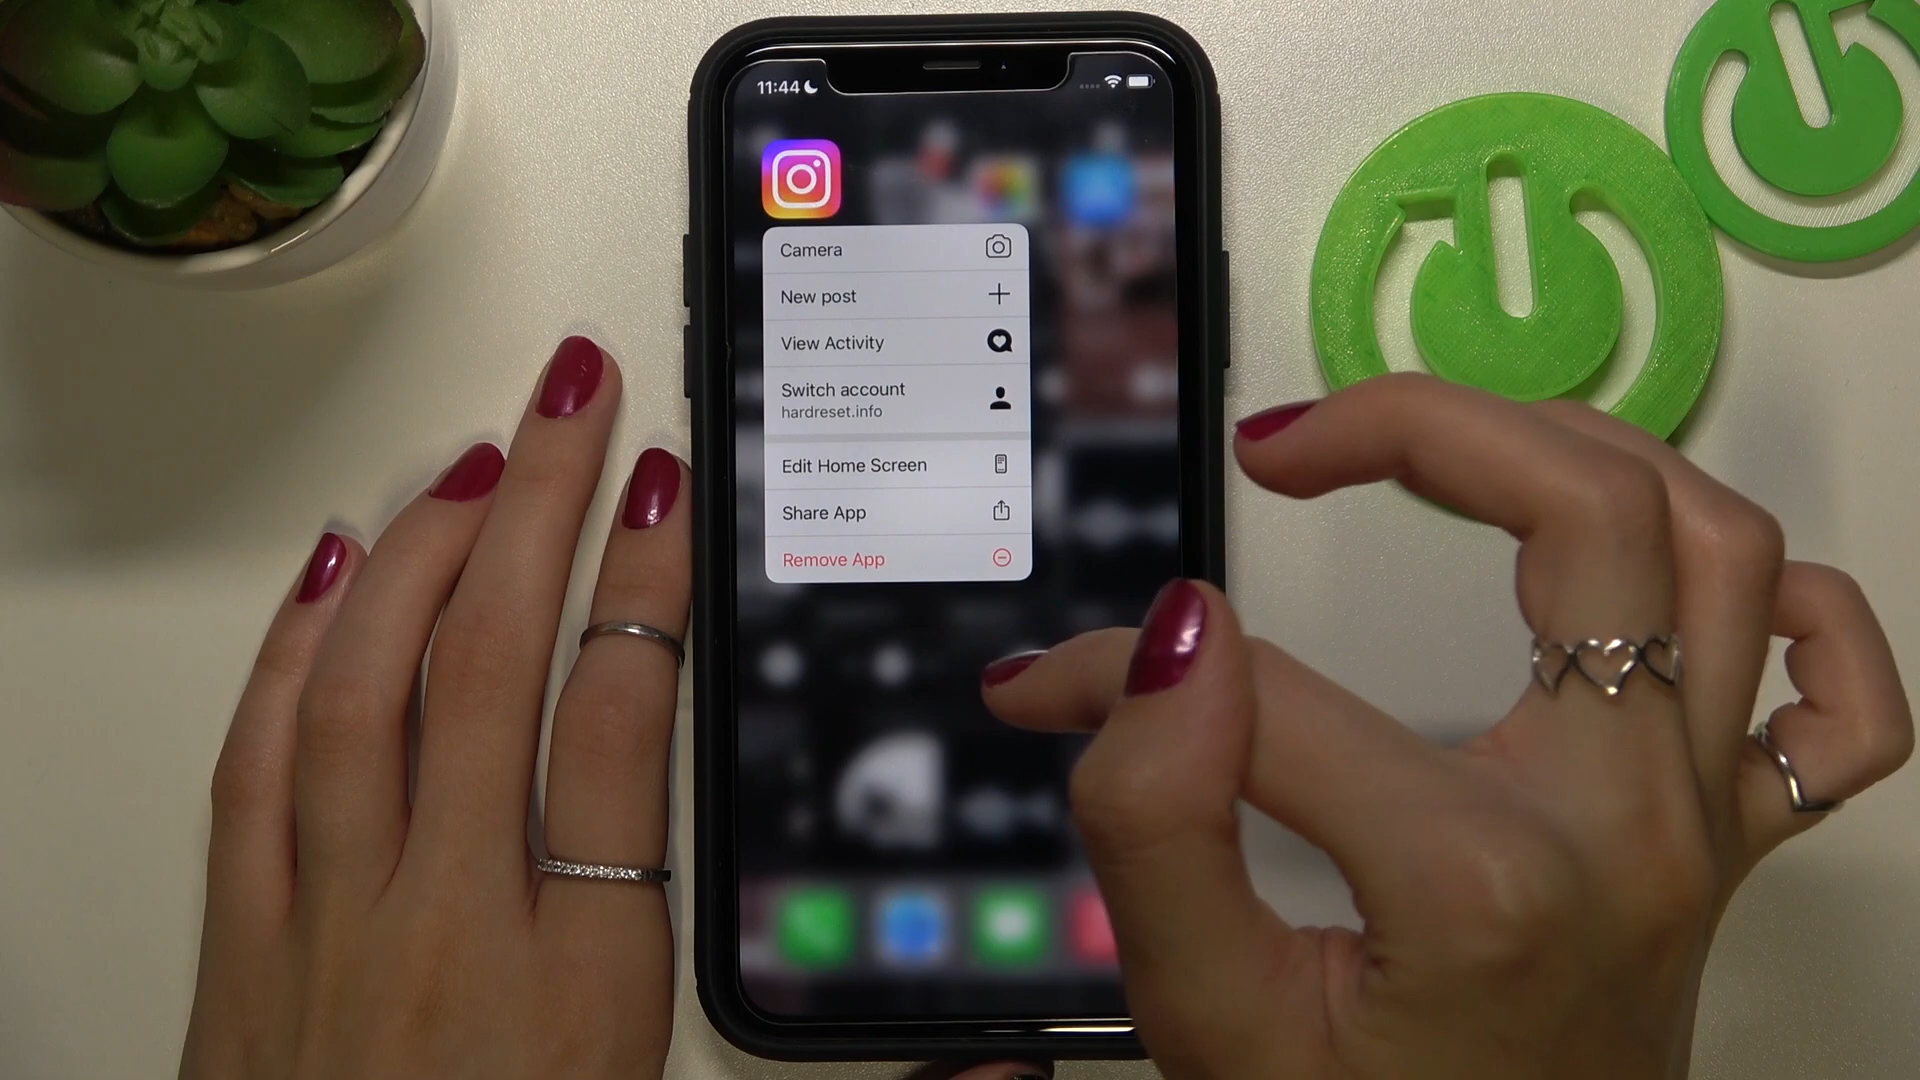 11:44
Camera
New post
View Activity
Switch account
hardreset.info
Edit Home Screen
Share App
Remove App